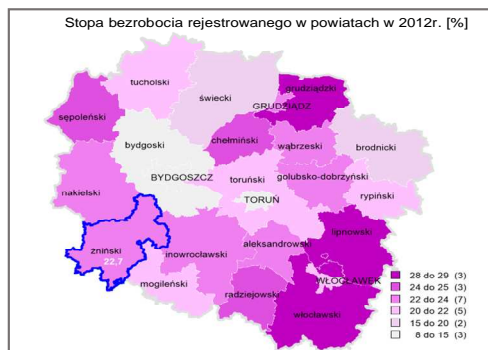 Stopa bezrobocia rejestrowanego w powiatach w 2012r. [%]
tucholski
grudziądzki
świecki
GRUDZIĄDZ
sępoleński
chełmiński
bydgoski
wąbrzeski
brodnicki
BYDGOSZCZ
toruński
golubsko-dobrzyński
nakielski
TORUŃ
rypiński
lipnowski
żniński
22,7
inowrocławski
aleksandrowski
WŁOCŁAWEK
mogileński
radziejowski
włocławski
28 do 29 (3)
24 do 25 (3)
22 do 24 (7)
20 do 22 (5)
15 do 20 (2)
8 do 15 (3)